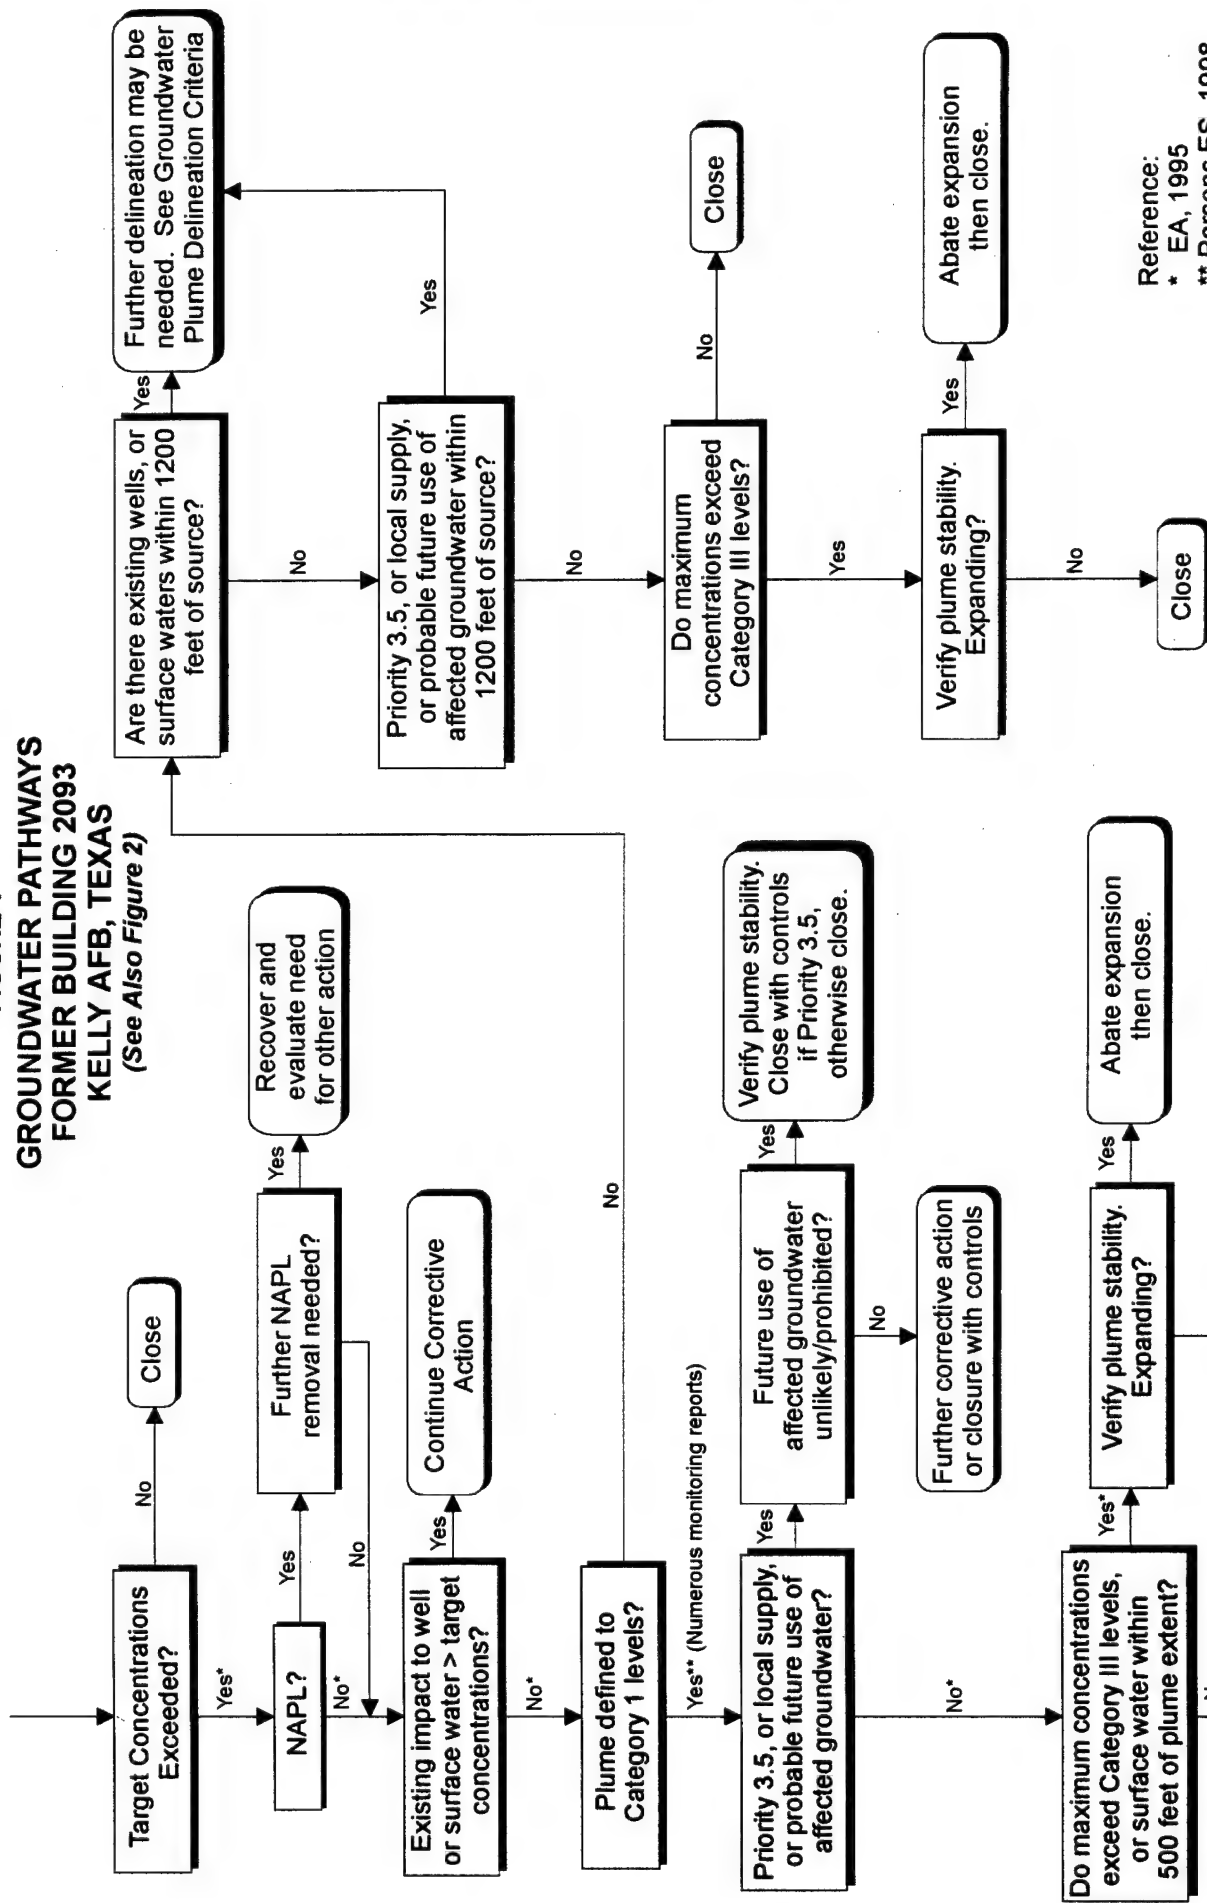 GROUNDWATER PATHWAYS
FORMER BUILDING 2093
KELLY AFB, TEXAS
(See Also Figure 2)
Target Concentrations
Exceeded?
No
Close
Yes*
NAPL?
Yes
Further NAPL
removal needed?
Yes
Recover and
evaluate need
for other action
No
No*
Existing impact to well
or surface water > target
concentrations?
Yes
Continue Corrective
Action
No*
Plume defined to
Category 1 levels?
No
Yes** (Numerous monitoring reports)
Priority 3.5, or local supply,
or probable future use of
affected groundwater?
Yes
Future use of
affected groundwater
unlikely/prohibited?
Yes
Verify plume stability.
Close with controls
if Priority 3.5,
otherwise close.
No
Further corrective action
or closure with controls
No*
Do maximum concentrations
exceed Category III levels,
or surface water within
500 feet of plume extent?
Yes*
Verify plume stability.
Expanding?
Yes
Abate expansion
then close.
Are there existing wells, or
surface waters within 1200
feet of source?
Yes
Further delineation may be
needed. See Groundwater
Plume Delineation Criteria
No
Priority 3.5, or local supply,
or probable future use of
affected groundwater within
1200 feet of source?
Yes
No
Do maximum
concentrations exceed
Category III levels?
No
Close
Yes
Verify plume stability.
Expanding?
Yes
Abate expansion
then close.
No
Close
Reference:
* EA, 1995